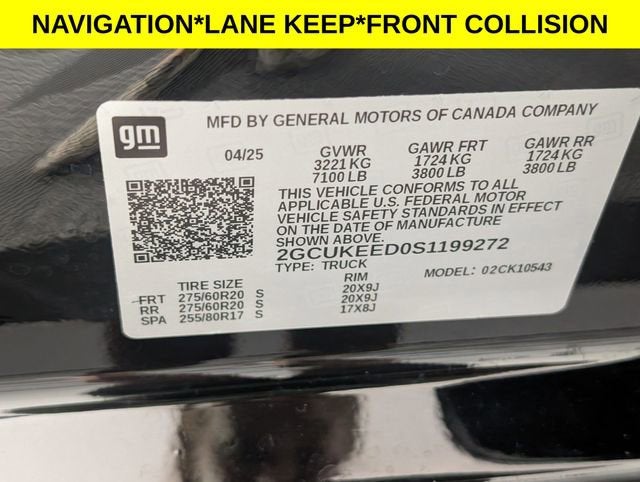 NAVIGATION*LANE KEEP*FRONT COLLISION
gm
MFD BY GENERAL MOTORS OF CANADA COMPANY
04/25 GVWR GAWR FRT GAWR RR
3221 KG 1724 KG 1724 KG
7100 LB 3800 LB 3800 LB
THIS VEHICLE CONFORMS TO ALL
APPLICABLE U.S. FEDERAL MOTOR
VEHICLE SAFETY STANDARDS IN EFFECT
ON THE DATE OF MANUFACTURE
2GCUKEED0S1199272
TYPE: TRUCK MODEL: 02CK10543
TIRE SIZE RIM
FRT 275/60R20 S 20X9J
RR 275/60R20 S 20X9J
SPA 255/80R17 S 17X8J